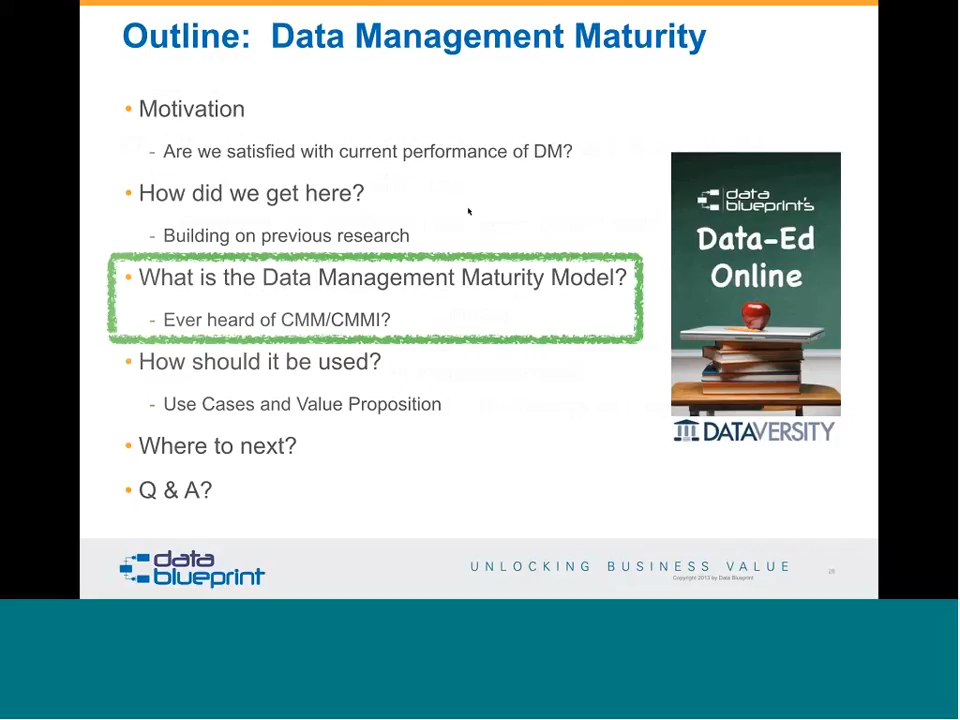 Outline: Data Management Maturity
• Motivation
- Are we satisfied with current performance of DM?
• How did we get here?
- Building on previous research
• What is the Data Management Maturity Model?
- Ever heard of CMM/CMMI?
• How should it be used?
- Use Cases and Value Proposition
• Where to next?
• Q & A?
data
blueprint's
Data-Ed
Online
DATAVERSITY
data
blueprint
UNLOCKING BUSINESS VALUE
Copyright 2013 by Data Blueprint